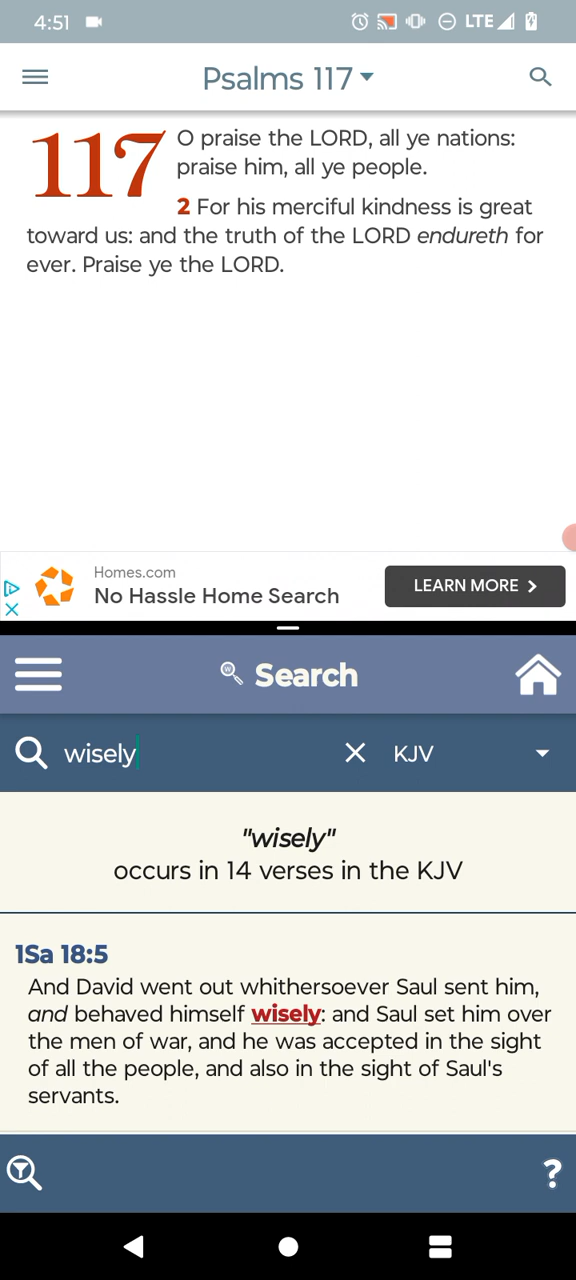 4:51
LTE
Psalms 117
117 O praise the LORD, all ye nations:
praise him, all ye people.
2 For his merciful kindness is great
toward us: and the truth of the LORD endureth for
ever. Praise ye the LORD.
Homes.com
No Hassle Home Search
LEARN MORE
Search
wisely
KJV
"wisely"
occurs in 14 verses in the KJV
1Sa 18:5
And David went out whithersoever Saul sent him,
and behaved himself wisely: and Saul set him over
the men of war, and he was accepted in the sight
of all the people, and also in the sight of Saul's
servants.
?